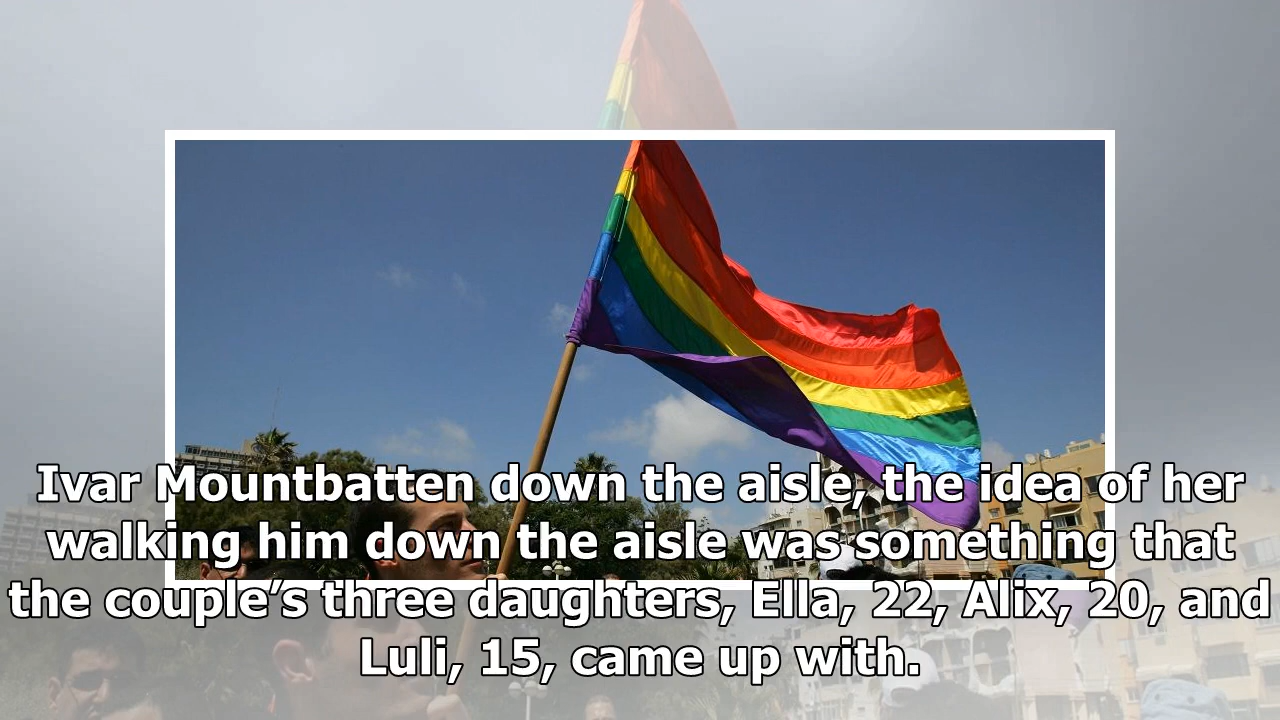 Ivar Mountbatten down the aisle, the idea of her
walking him down the aisle was something that
the couple’s three daughters, Ella, 22, Alix, 20, and
Luli, 15, came up with.